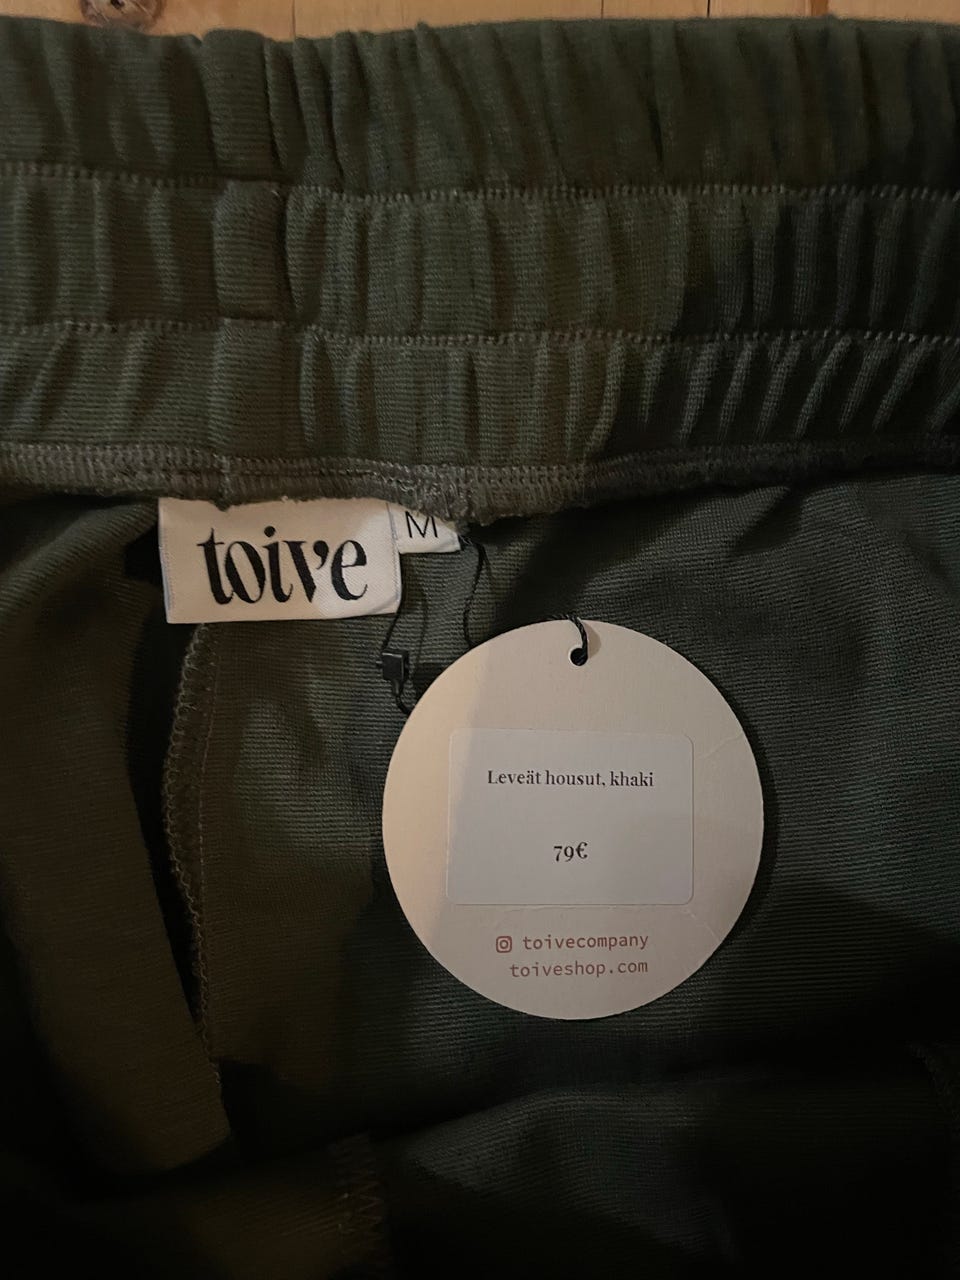 toive
M
Leveät housut, khaki
79€
toivecompany
toiveshop.com